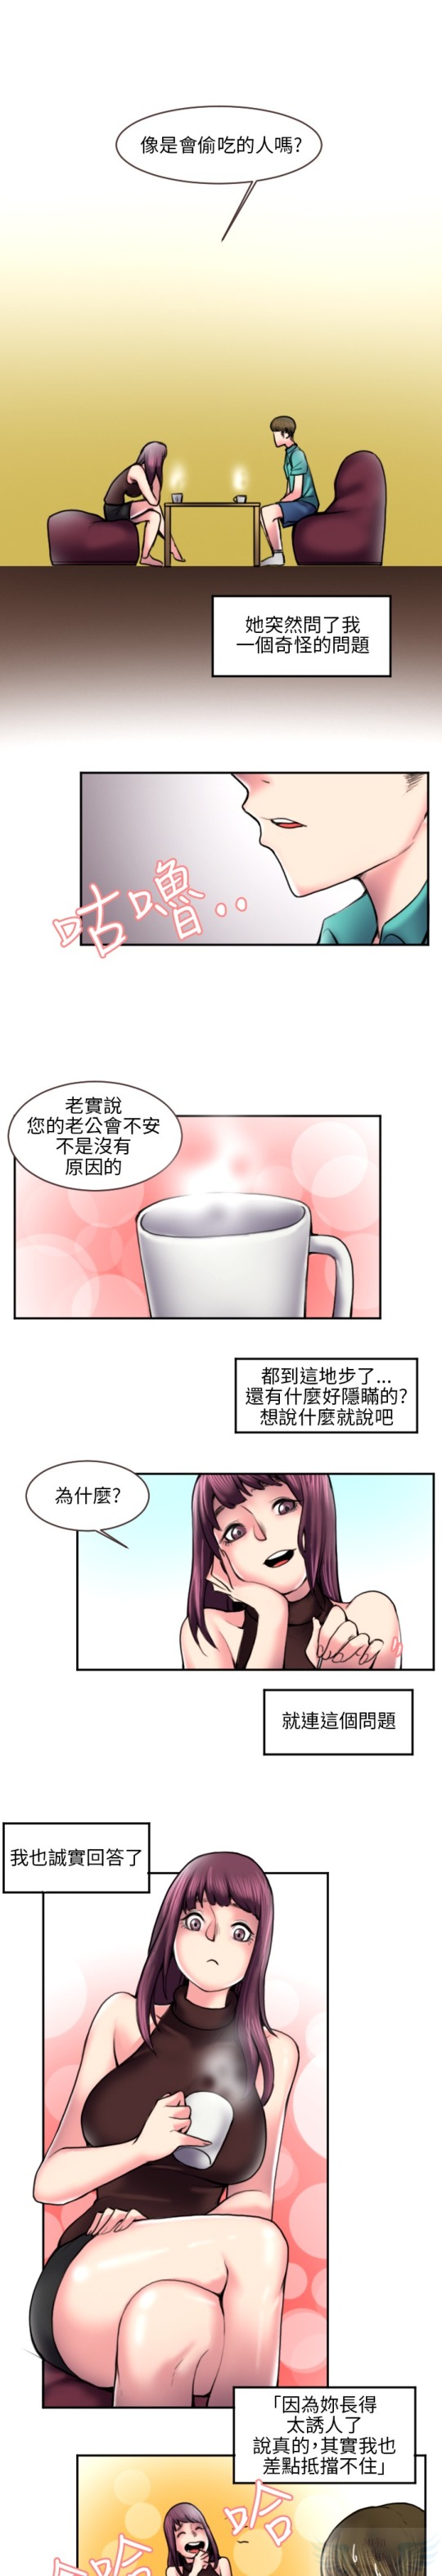 像是會偷吃的人嗎?
她突然問了我
一個奇怪的問題
咕嚕..
老實說
您的老公會不安
不是沒有
原因的
都到這地步了...
還有什麼好隱瞞的?
想說什麼就說吧
為什麼?
就連這個問題
我也誠實回答了
「因為妳長得
太誘人了
說真的,其實我也
差點抵擋不住」
哈
哈
哈